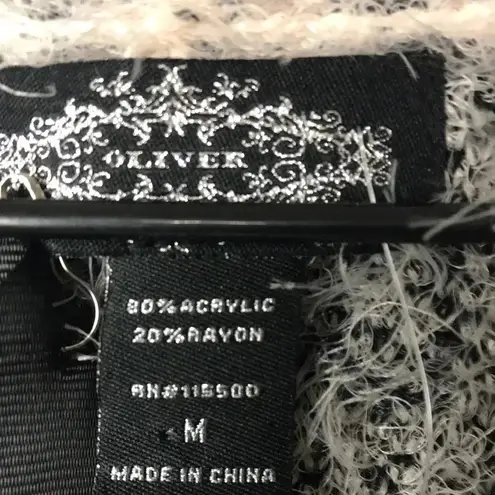 OLIVER
80% ACRYLIC
20% RAYON
RN#115500
M
MADE IN CHINA